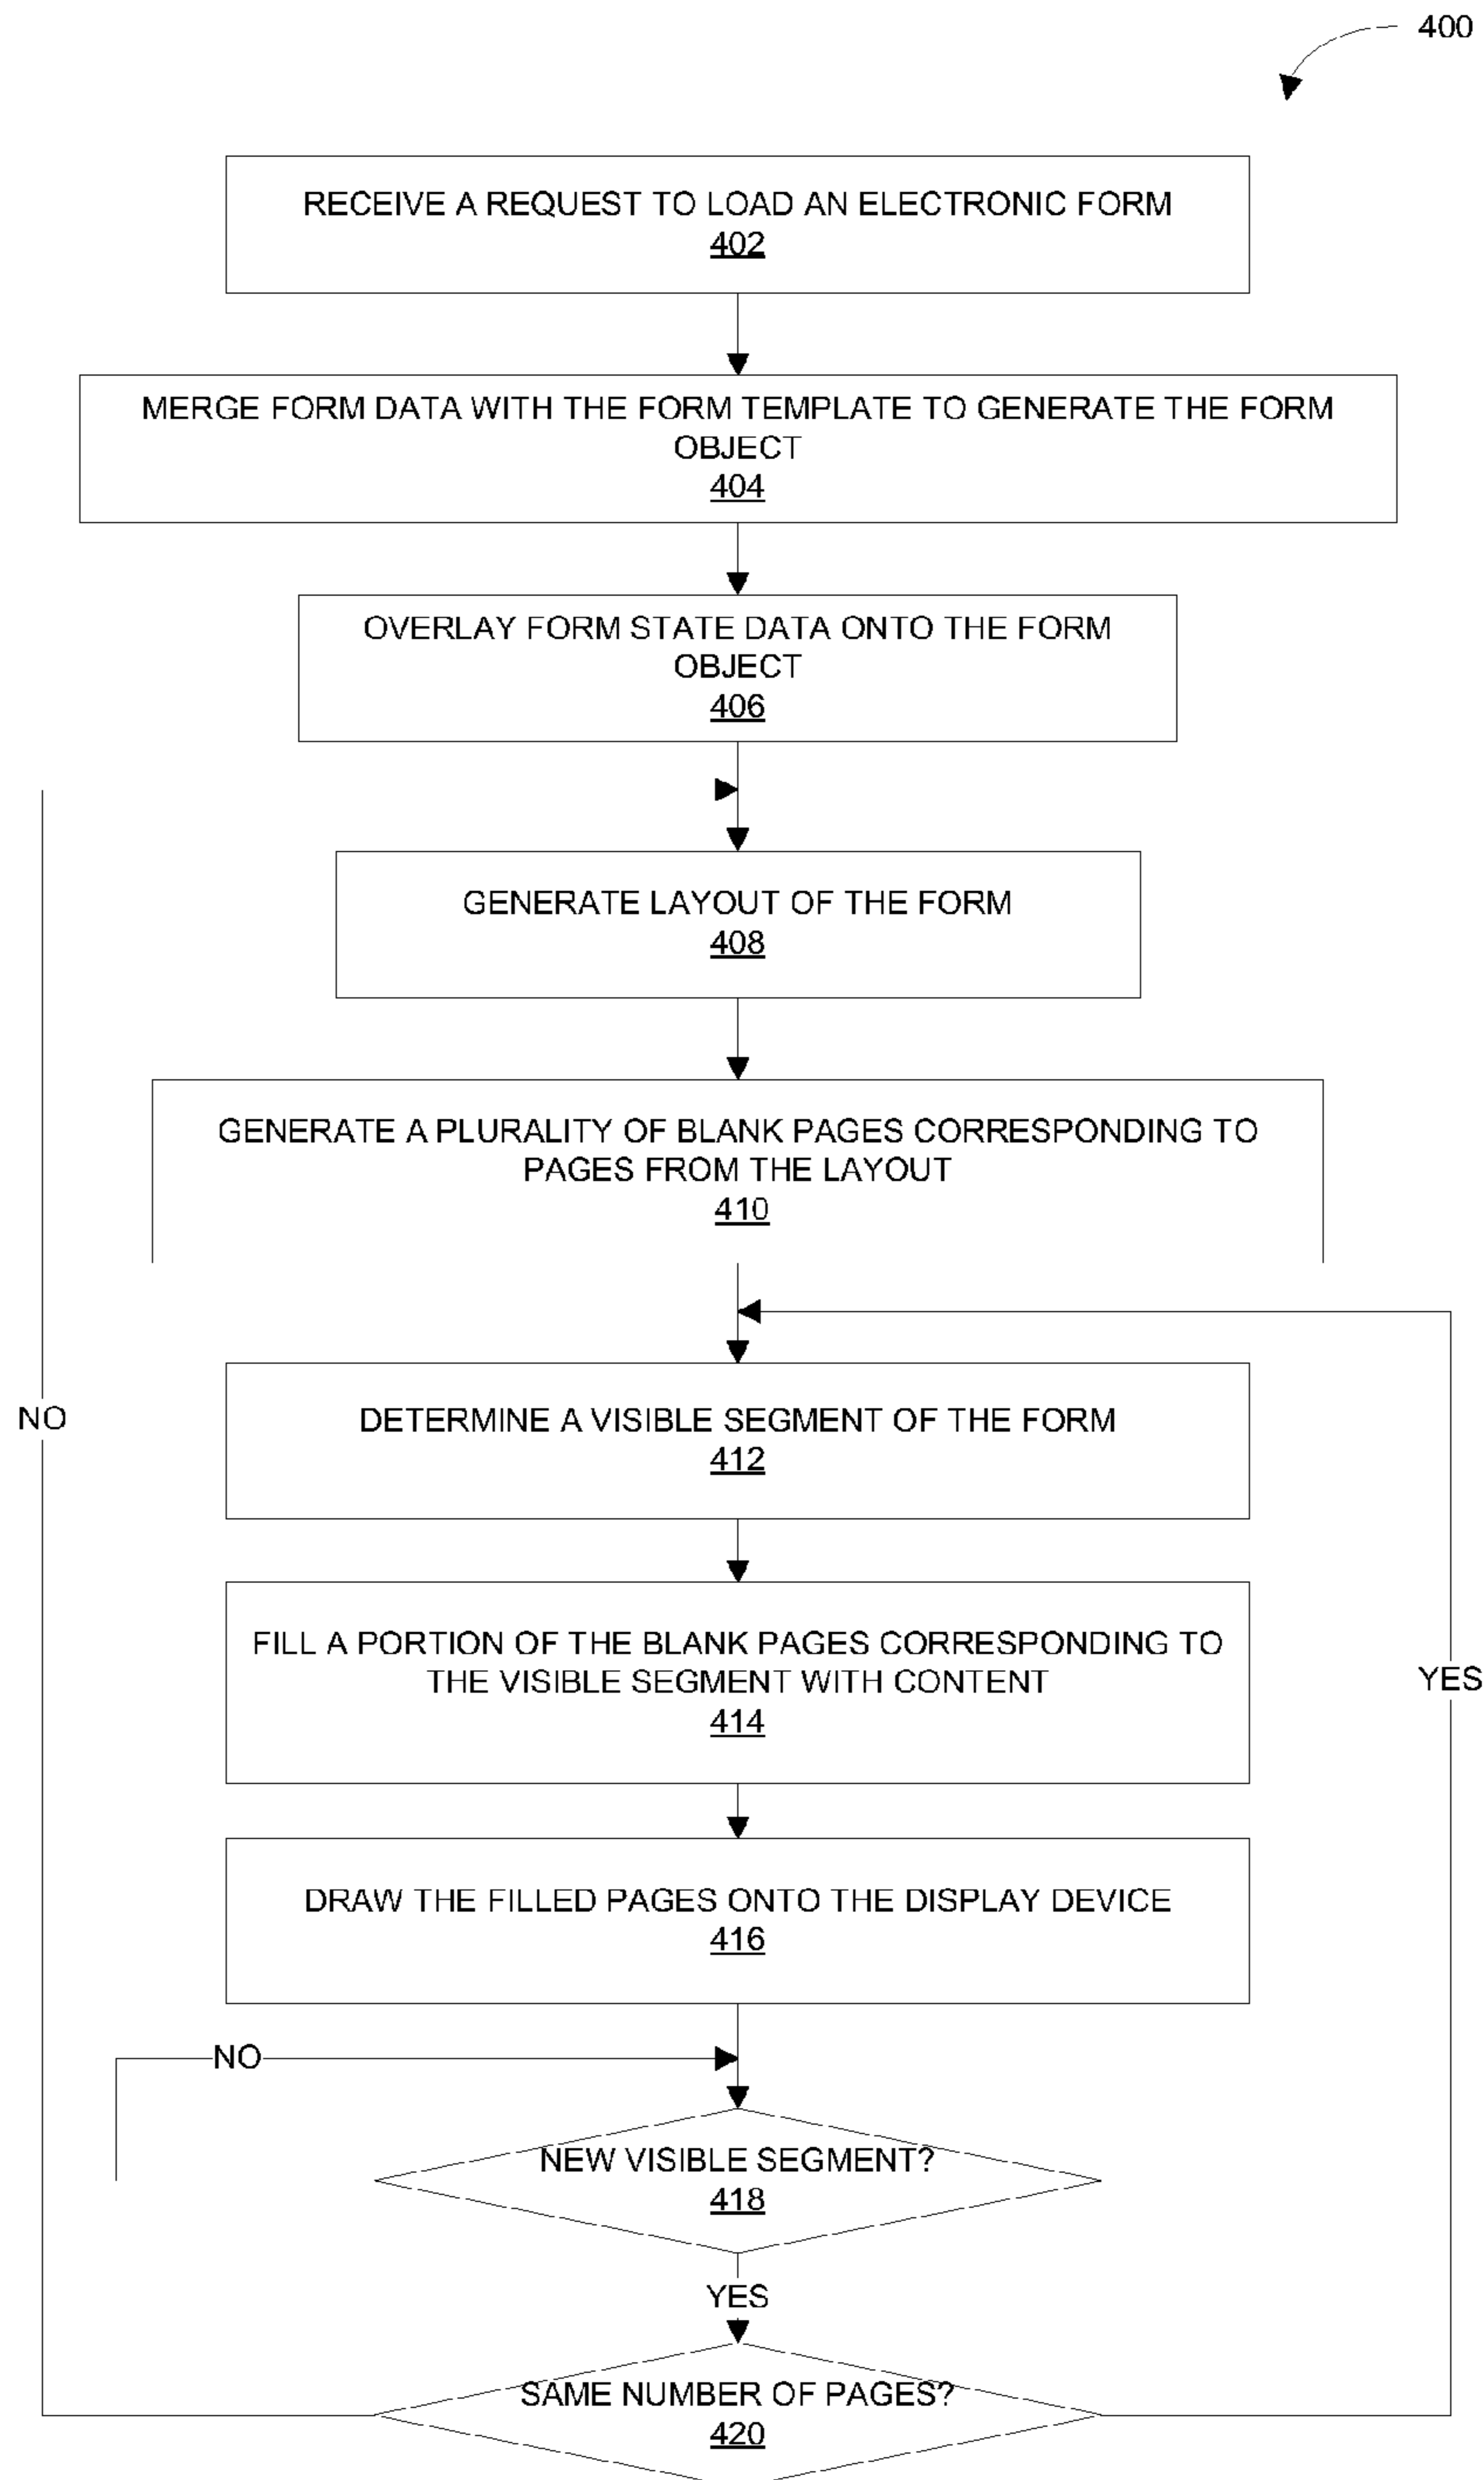 400
RECEIVE A REQUEST TO LOAD AN ELECTRONIC FORM
402
MERGE FORM DATA WITH THE FORM TEMPLATE TO GENERATE THE FORM
OBJECT
404
OVERLAY FORM STATE DATA ONTO THE FORM
OBJECT
406
GENERATE LAYOUT OF THE FORM
408
GENERATE A PLURALITY OF BLANK PAGES CORRESPONDING TO
PAGES FROM THE LAYOUT
410
NO
DETERMINE A VISIBLE SEGMENT OF THE FORM
412
FILL A PORTION OF THE BLANK PAGES CORRESPONDING TO
THE VISIBLE SEGMENT WITH CONTENT
414
YES
DRAW THE FILLED PAGES ONTO THE DISPLAY DEVICE
416
NO
NEW VISIBLE SEGMENT?
418
YES
SAME NUMBER OF PAGES?
420